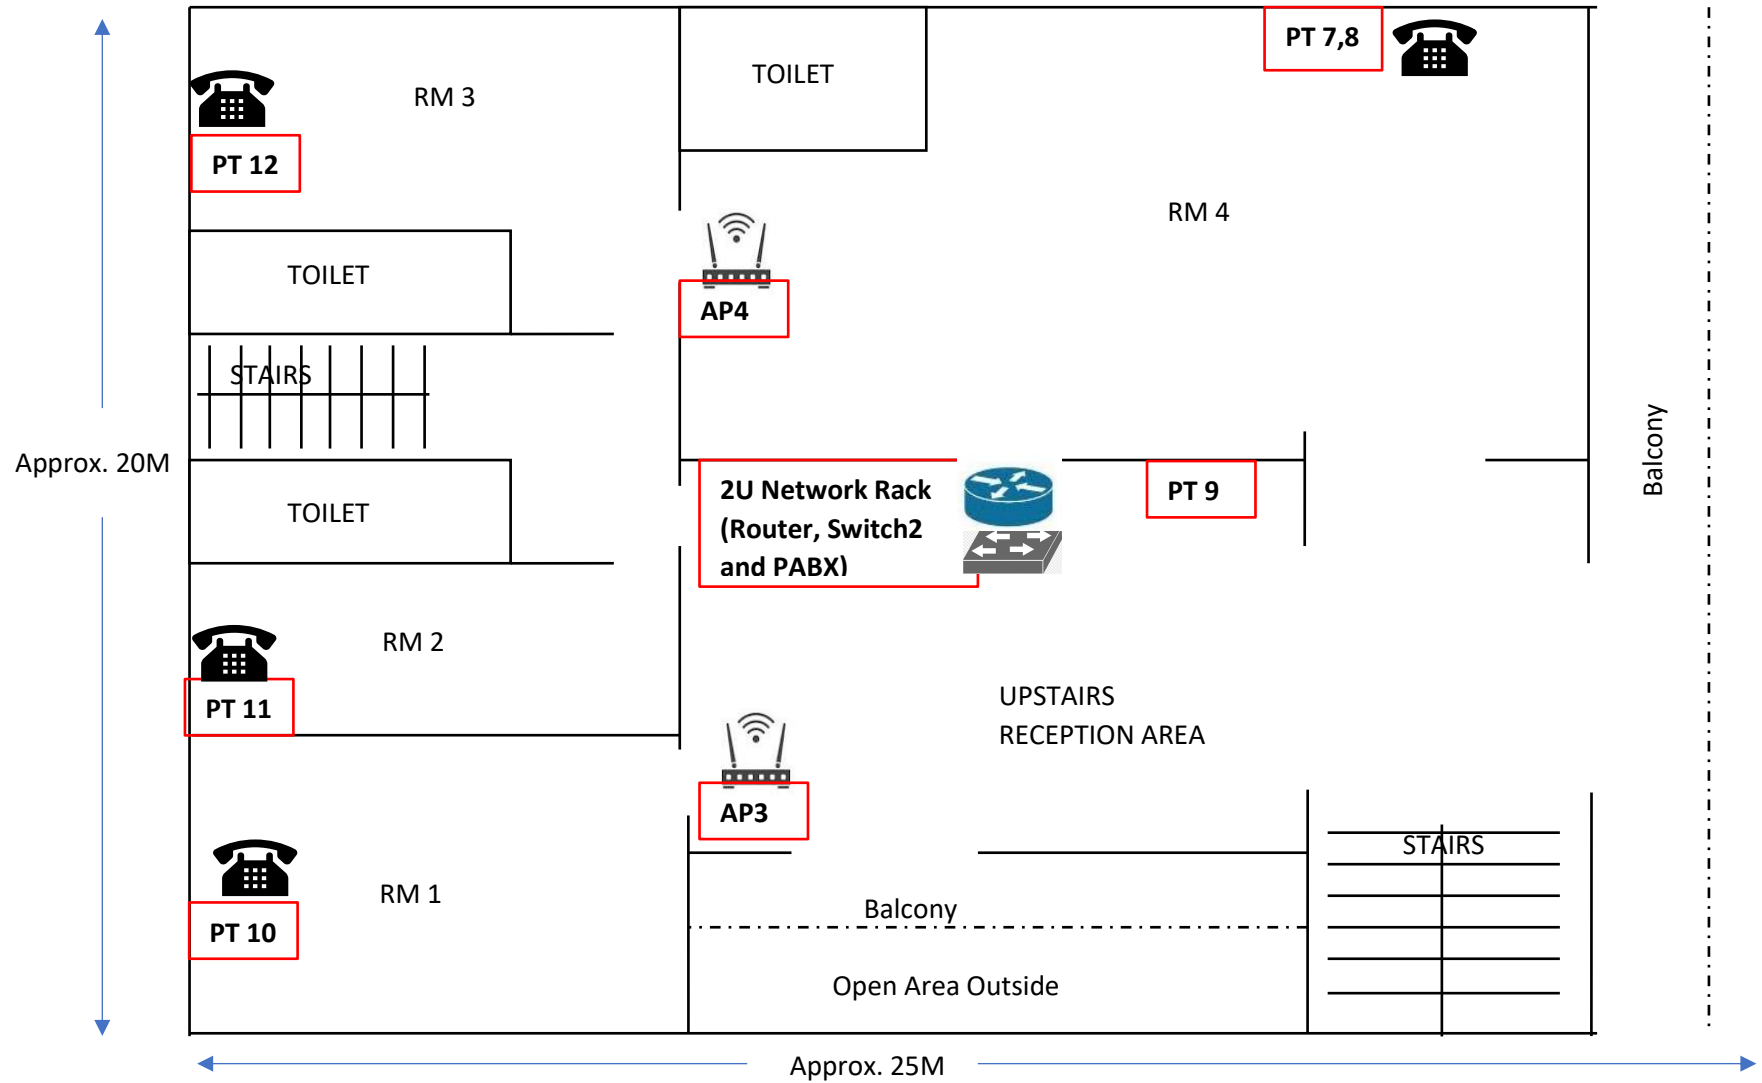 PT 7,8
TOILET
RM 3
PT 12
RM 4
TOILET
AP4
STAIRS
Approx. 20M
Balcony
2U Network Rack
(Router, Switch2
and PABX)
PT 9
TOILET
RM 2
PT 11
UPSTAIRS
RECEPTION AREA
AP3
STAIRS
RM 1
Balcony
PT 10
Open Area Outside
Approx. 25M